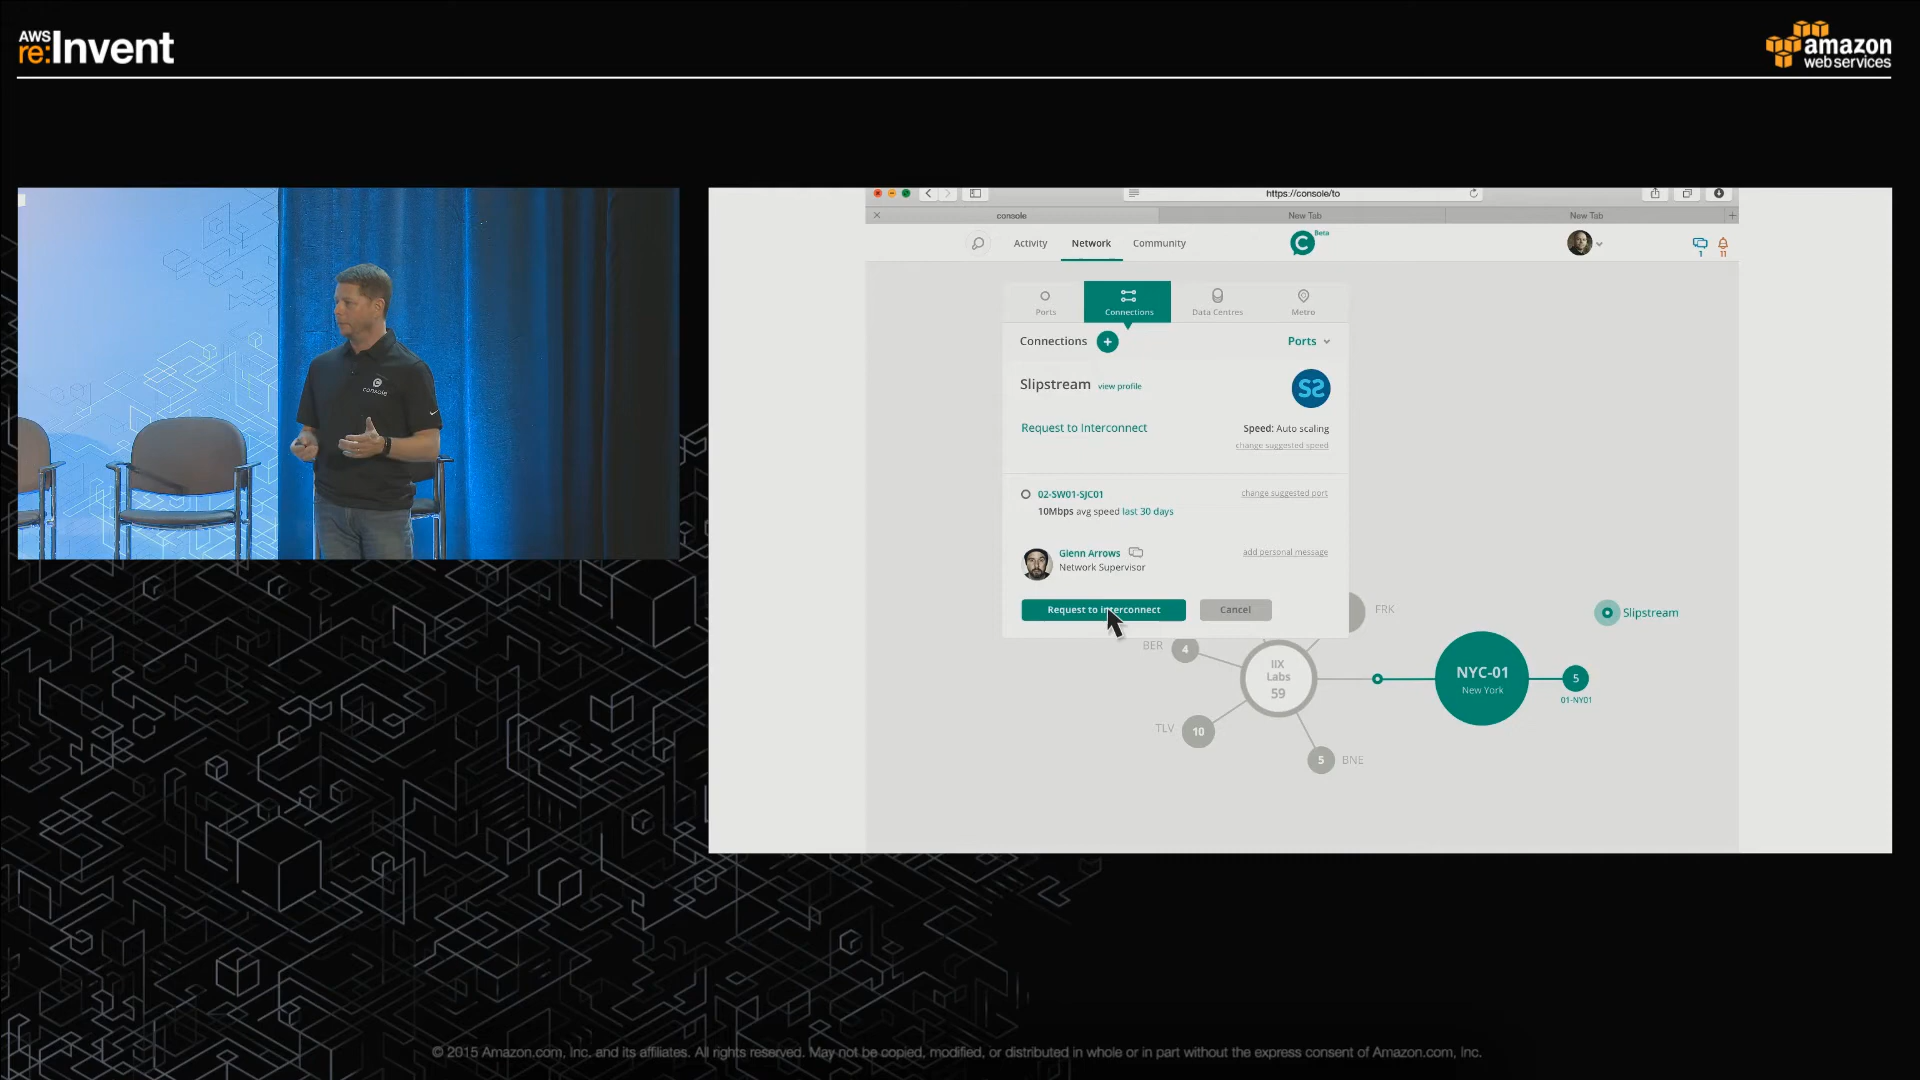 AWS
re:Invent
amazon
web services
console
https://console/to
console
New Tab
New Tab
Activity
Network
Community
C
Beta
1
11
Ports
Connections
Data Centres
Metro
Connections
Ports
Slipstream view profile
Request to Interconnect
Speed: Auto scaling
change suggested speed
02-SW01-SJC01
change suggested port
10Mbps avg speed last 30 days
Glenn Arrows
add personal message
Network Supervisor
Request to Interconnect
Cancel
FRK
Slipstream
BER
4
IIX
Labs
59
NYC-01
New York
5
01-NY01
TLV
10
5
BNE
© 2015 Amazon.com, Inc. and its affiliates. All rights reserved. May not be copied, modified, or distributed in whole or in part without the express consent of Amazon.com, Inc.